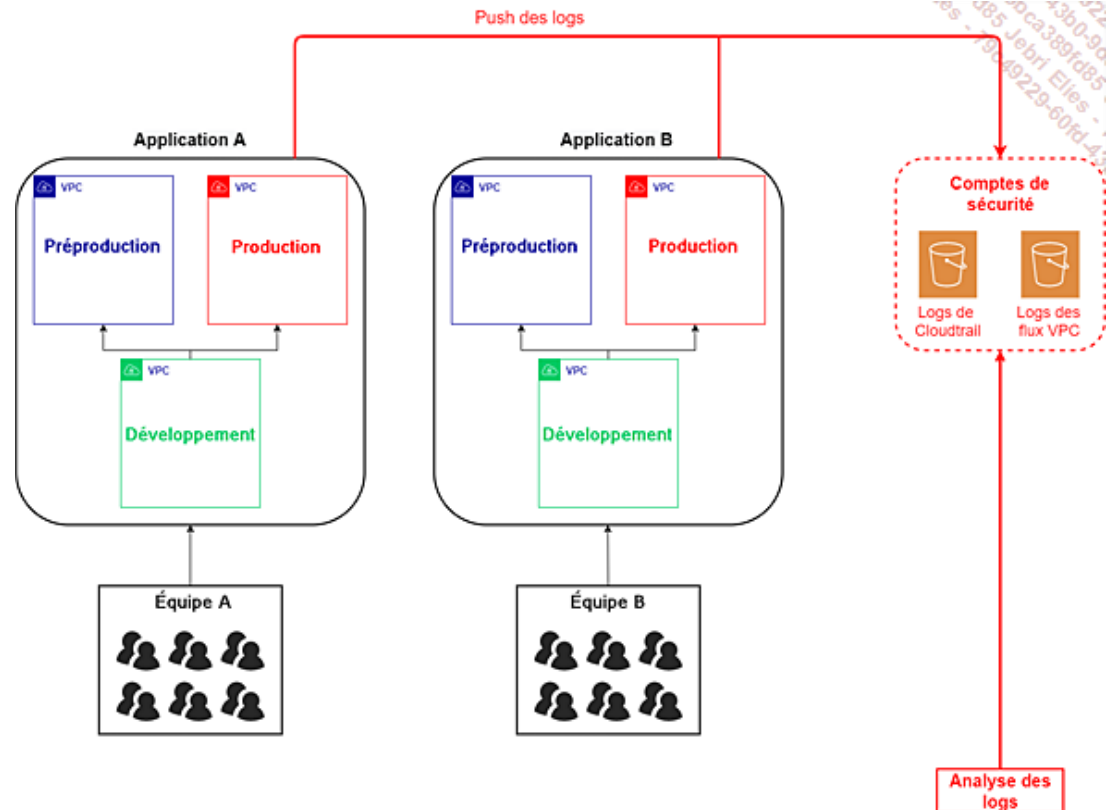 Push des logs
Application A
Application B
VPC
VPC
VPC
VPC
Préproduction
Production
Préproduction
Production
Comptes de
sécurité
Logs de
Cloudtrail
Logs des
flux VPC
VPC
VPC
Développement
Développement
Équipe A
Équipe B
Analyse des
logs